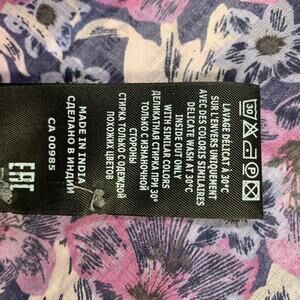 LAVAGE DÉLICAT À 30°C
SUR L'ENVERS UNIQUEMENT
AVEC DES COLORIS SIMILAIRES
DELICATE WASH AT 30°C
INSIDE OUT ONLY
WITH SIMILAR COLORS
ДЕЛИКАТНАЯ СТИРКА ПРИ 30°
ТОЛЬКО С ИЗНАНОЧНОЙ
СТОРОНЫ
СТИРКА ТОЛЬКО С ОДЕЖДОЙ
ПОХОЖИХ ЦВЕТОВ
MADE IN INDIA
СДЕЛАНО В ИНДИИ
CA 00985
EAC